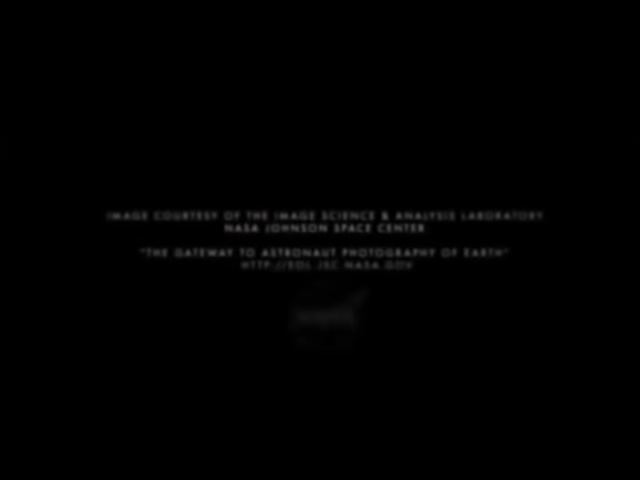 IMAGE COURTESY OF THE IMAGE SCIENCE & ANALYSIS LABORATORY
NASA JOHNSON SPACE CENTER
"THE GATEWAY TO ASTRONAUT PHOTOGRAPHY OF EARTH"
HTTP://EOL.JSC.NASA.GOV